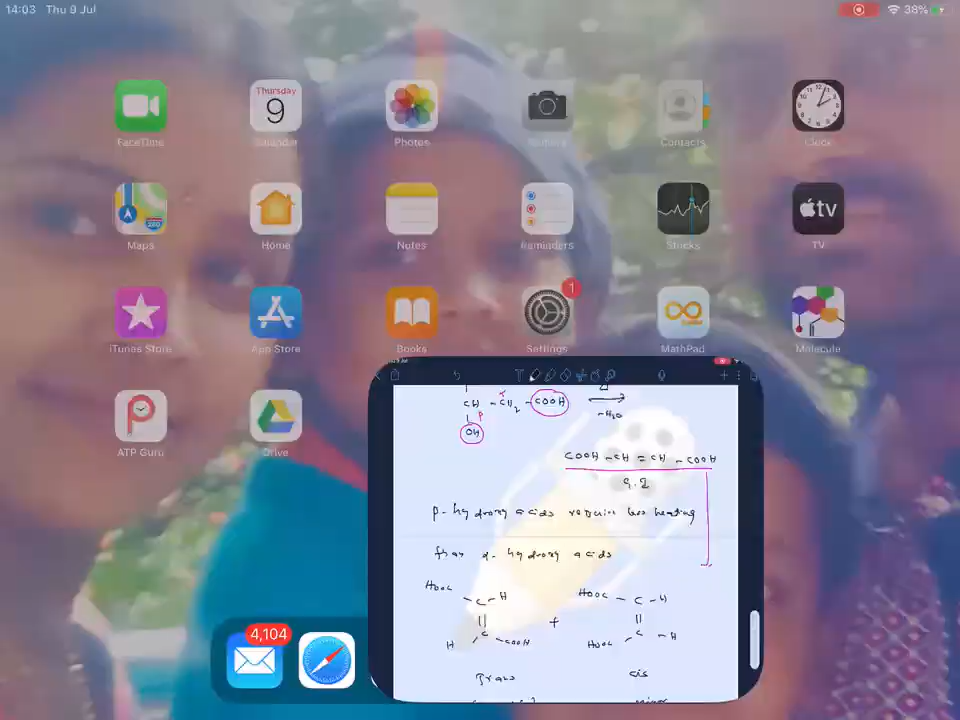 14:03 Thu 9 Jul 38%
Thursday
9
FaceTime Calendar Photos Camera Contacts Clock
tv
Maps Home Notes Reminders Stocks TV
1
iTunes Store App Store Books Settings MathPad Molecule
ATP Guru Drive
4,104
CH - CH2 - COOH
-H2O
OH
COOH - CH = CH - COOH
G.I
β-hydroxy acids requires less heating
than α-hydroxy acids
HOOC - C - H HOOC - C - H
|| + ||
H C COOH HOOC - C - H
Trans cis
minor